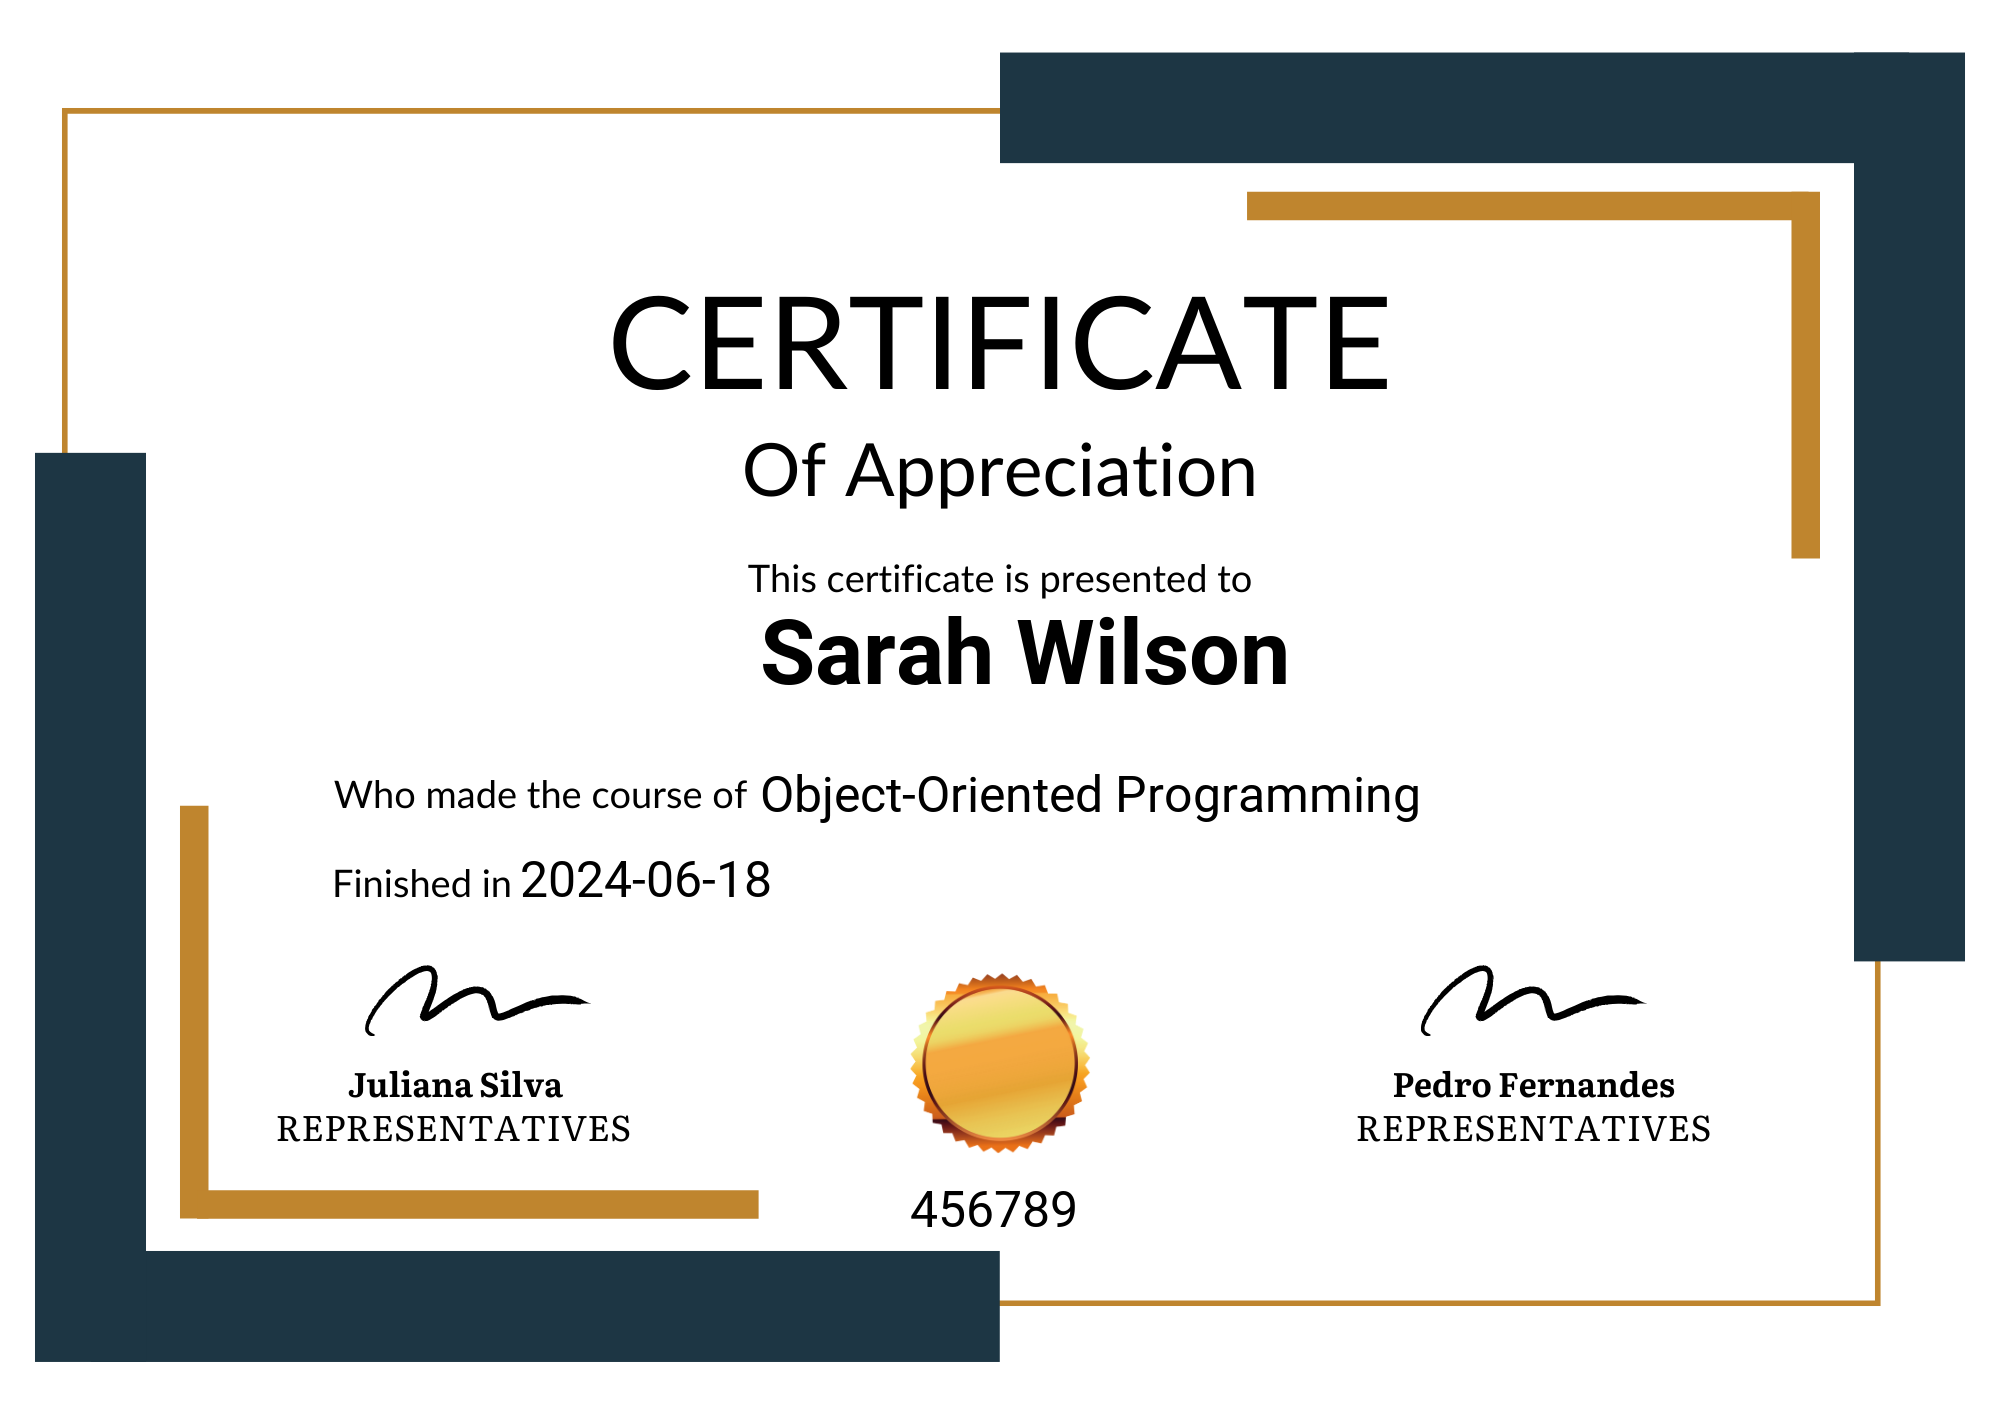 CERTIFICATE
Of Appreciation
This certificate is presented to
Sarah Wilson
Who made the course of Object-Oriented Programming
Finished in 2024-06-18
Juliana Silva
REPRESENTATIVES
Pedro Fernandes
REPRESENTATIVES
456789